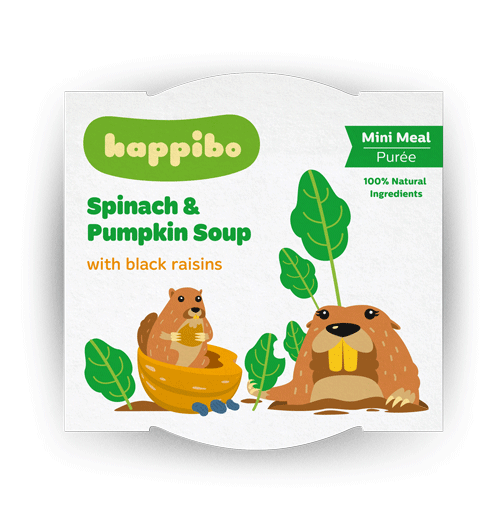 happibo
Mini Meal
Purée
100% Natural
Ingredients
Spinach &
Pumpkin Soup
with black raisins